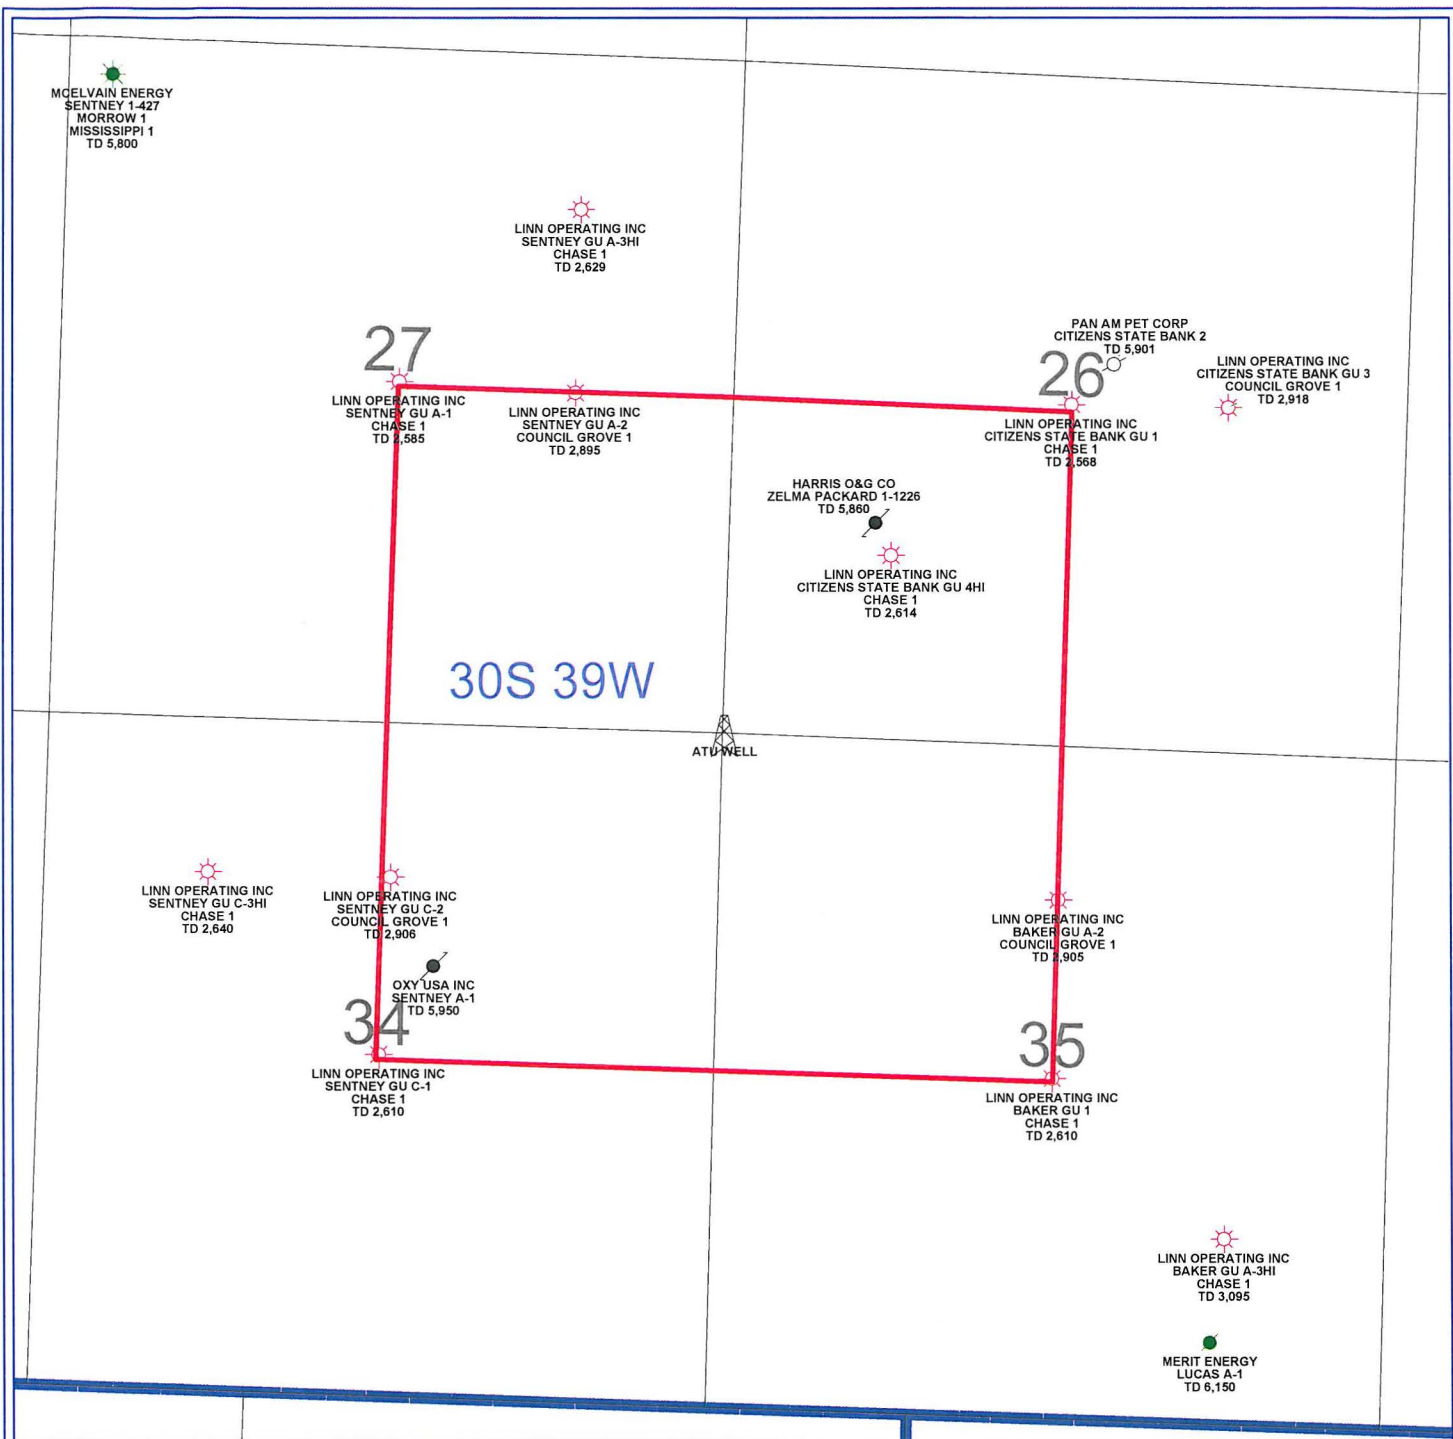 MCELVAIN ENERGY
SENTNEY 1-427
MORROW 1
MISSISSIPPI 1
TD 5,800
LINN OPERATING INC
SENTNEY GU A-3HI
CHASE 1
TD 2,629
27
LINN OPERATING INC
SENTNEY GU A-1
CHASE 1
TD 2,585
LINN OPERATING INC
SENTNEY GU A-2
COUNCIL GROVE 1
TD 2,895
PAN AM PET CORP
CITIZENS STATE BANK 2
TD 5,901
26
LINN OPERATING INC
CITIZENS STATE BANK GU 3
COUNCIL GROVE 1
TD 2,918
LINN OPERATING INC
CITIZENS STATE BANK GU 1
CHASE 1
TD 2,568
HARRIS O&G CO
ZELMA PACKARD 1-1226
TD 5,860
LINN OPERATING INC
CITIZENS STATE BANK GU 4HI
CHASE 1
TD 2,614
30S 39W
ATU WELL
LINN OPERATING INC
SENTNEY GU C-3HI
CHASE 1
TD 2,640
LINN OPERATING INC
SENTNEY GU C-2
COUNCIL GROVE 1
TD 2,906
LINN OPERATING INC
BAKER GU A-2
COUNCIL GROVE 1
TD 2,905
OXY USA INC
SENTNEY A-1
TD 5,950
34
LINN OPERATING INC
SENTNEY GU C-1
CHASE 1
TD 2,610
35
LINN OPERATING INC
BAKER GU 1
CHASE 1
TD 2,610
LINN OPERATING INC
BAKER GU A-3HI
CHASE 1
TD 3,095
MERIT ENERGY
LUCAS A-1
TD 6,150